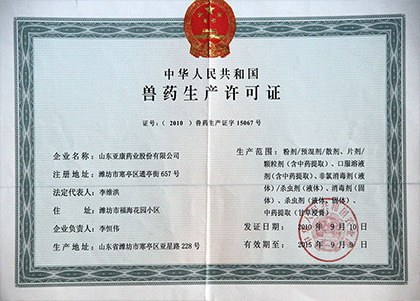 中华人民共和国
兽药生产许可证
证号：（2010）兽药生产证字15067号
企业名称：山东亚康药业股份有限公司
注册地址：潍坊市寒亭区通亭街657号
法定代表人：李维洪
住 址：潍坊市福海花园小区
企业负责人：李恒伟
生产地址：山东省潍坊市寒亭区亚星路228号
生产范围：粉剂/预混剂/散剂、片剂/
颗粒剂（含中药提取）、口服溶液
剂（含中药提取）、非氯消毒剂（液
体）/杀虫剂（液体）、消毒剂（固
体）、杀虫剂（液体、固体）、
中药提取（甘草浸膏）
发证日期：2010年9月10日
有效期至：2015年9月9日